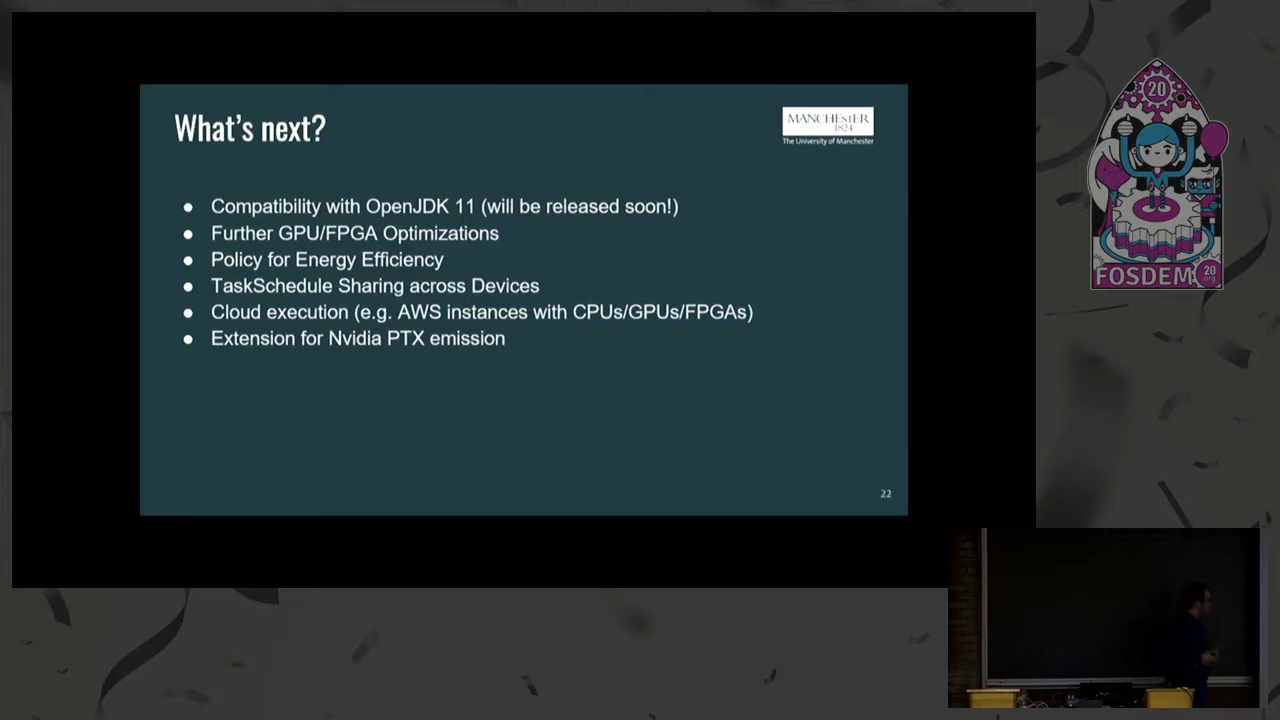 What's next?
MANCHESTER
1824
The University of Manchester
● Compatibility with OpenJDK 11 (will be released soon!)
● Further GPU/FPGA Optimizations
● Policy for Energy Efficiency
● TaskSchedule Sharing across Devices
● Cloud execution (e.g. AWS instances with CPUs/GPUs/FPGAs)
● Extension for Nvidia PTX emission
22
20
FOSDEM 20
.org